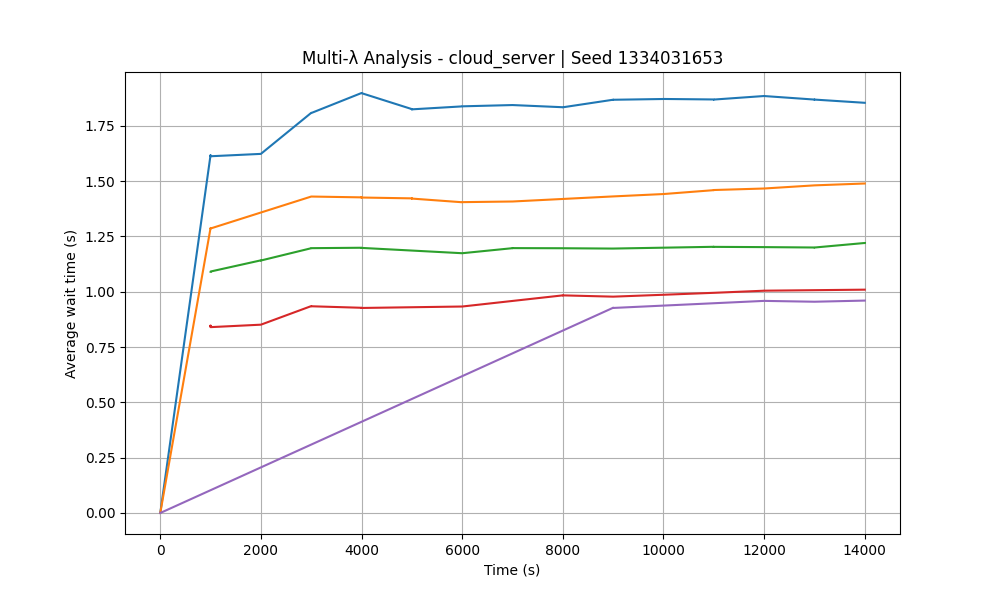 Multi-λ Analysis - cloud_server | Seed 1334031653
Average wait time (s)
1.75
1.50
1.25
1.00
0.75
0.50
0.25
0.00
0 2000 4000 6000 8000 10000 12000 14000
Time (s)